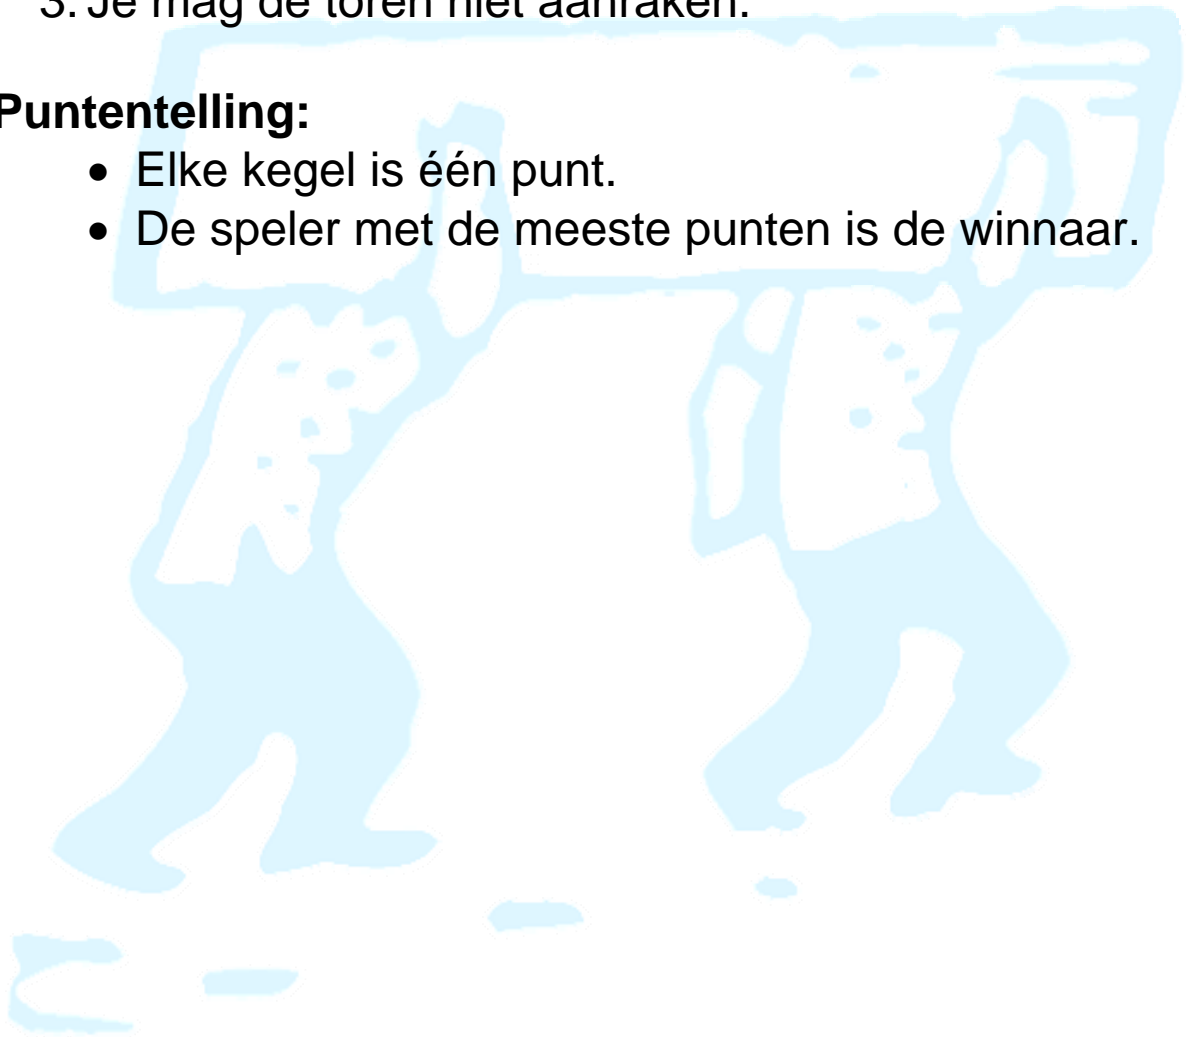 3. Je mag de toren niet aanraken.
Puntentelling:
• Elke kegel is één punt.
• De speler met de meeste punten is de winnaar.